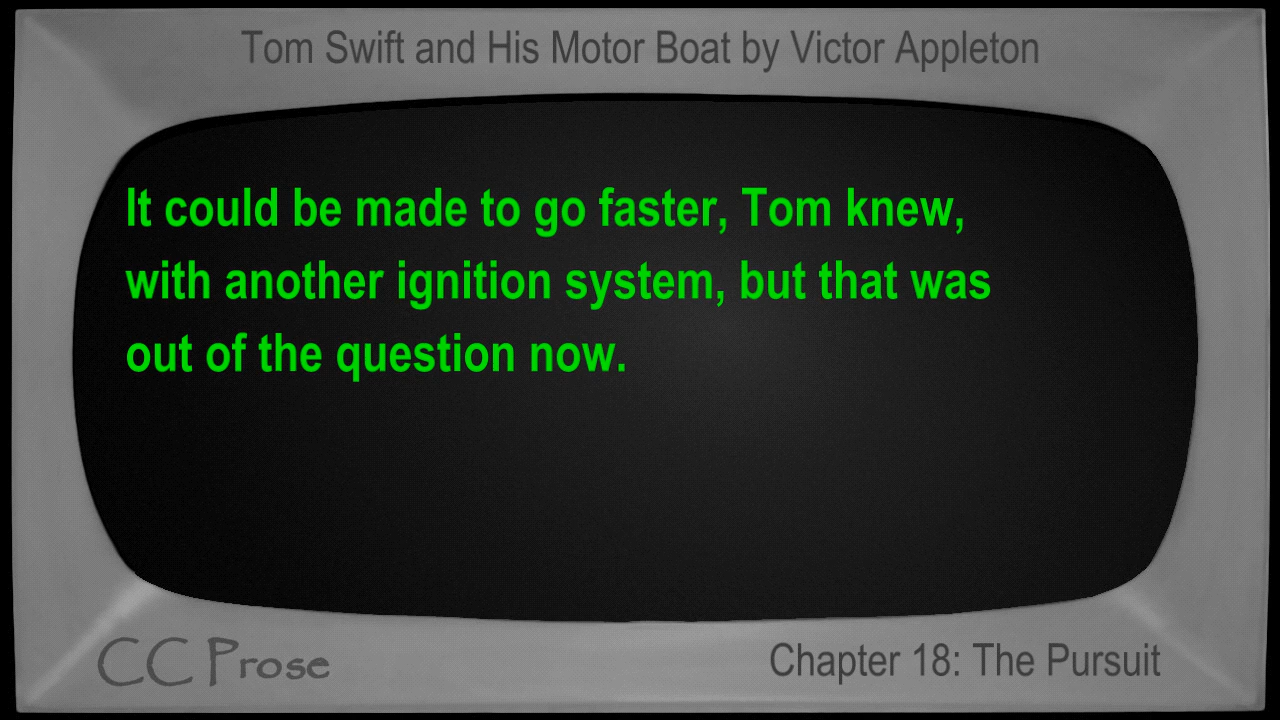 Tom Swift and His Motor Boat by Victor Appleton
It could be made to go faster, Tom knew,
with another ignition system, but that was
out of the question now.
CC Prose
Chapter 18: The Pursuit